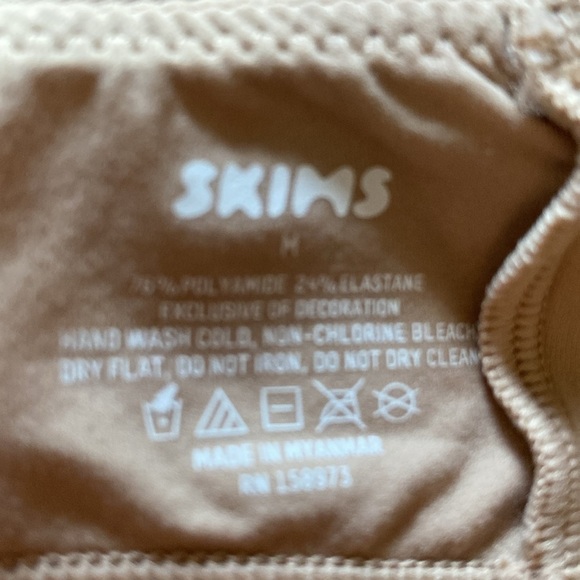 SKIMS
M
76% POLYAMIDE 24% ELASTANE
EXCLUSIVE OF DECORATION
HAND WASH COLD, NON-CHLORINE BLEACH
DRY FLAT, DO NOT IRON, DO NOT DRY CLEAN
MADE IN MYANMAR
RN 158973